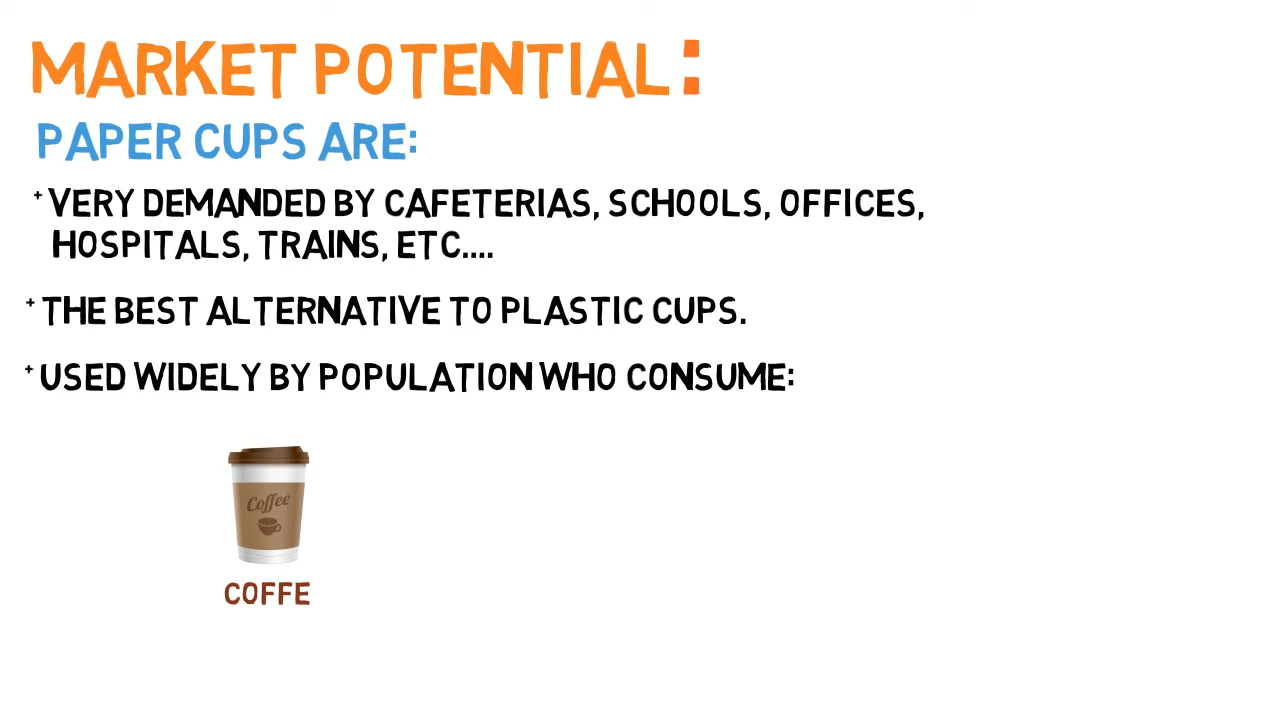 MARKET POTENTIAL:
PAPER CUPS ARE:
+ VERY DEMANDED BY CAFETERIAS, SCHOOLS, OFFICES,
HOSPITALS, TRAINS, ETC....
+ THE BEST ALTERNATIVE TO PLASTIC CUPS.
+ USED WIDELY BY POPULATION WHO CONSUME:
Coffee
COFFE